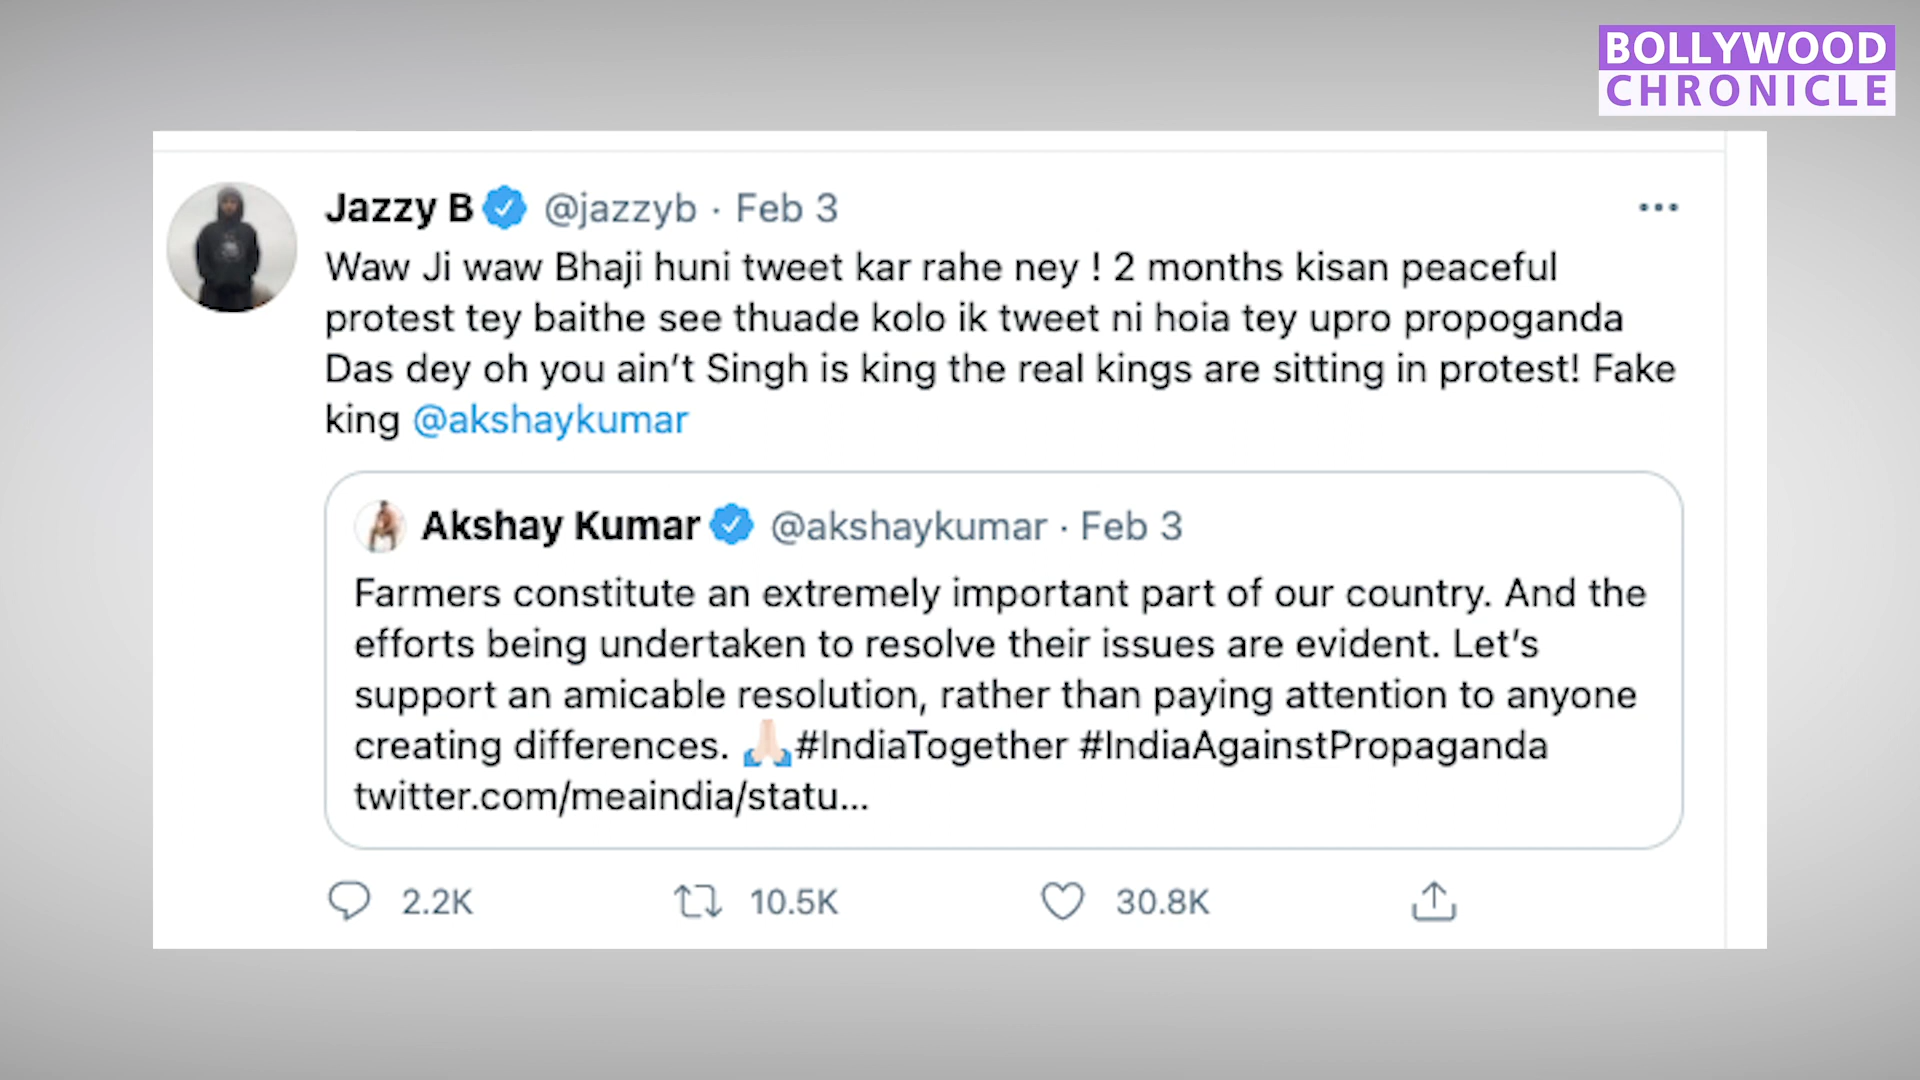 BOLLYWOOD
CHRONICLE
Jazzy B @jazzyb · Feb 3
Waw Ji waw Bhaji huni tweet kar rahe ney ! 2 months kisan peaceful
protest tey baithe see thuade kolo ik tweet ni hoia tey upro propoganda
Das dey oh you ain’t Singh is king the real kings are sitting in protest! Fake
king @akshaykumar
Akshay Kumar @akshaykumar · Feb 3
Farmers constitute an extremely important part of our country. And the
efforts being undertaken to resolve their issues are evident. Let’s
support an amicable resolution, rather than paying attention to anyone
creating differences. 🙏🏻#IndiaTogether #IndiaAgainstPropaganda
twitter.com/meaindia/statu...
2.2K 10.5K 30.8K